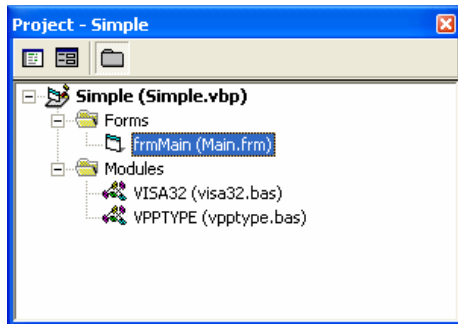 Project - Simple
Simple (Simple.vbp)
Forms
frmMain (Main.frm)
Modules
VISA32 (visa32.bas)
VPPTYPE (vpptype.bas)